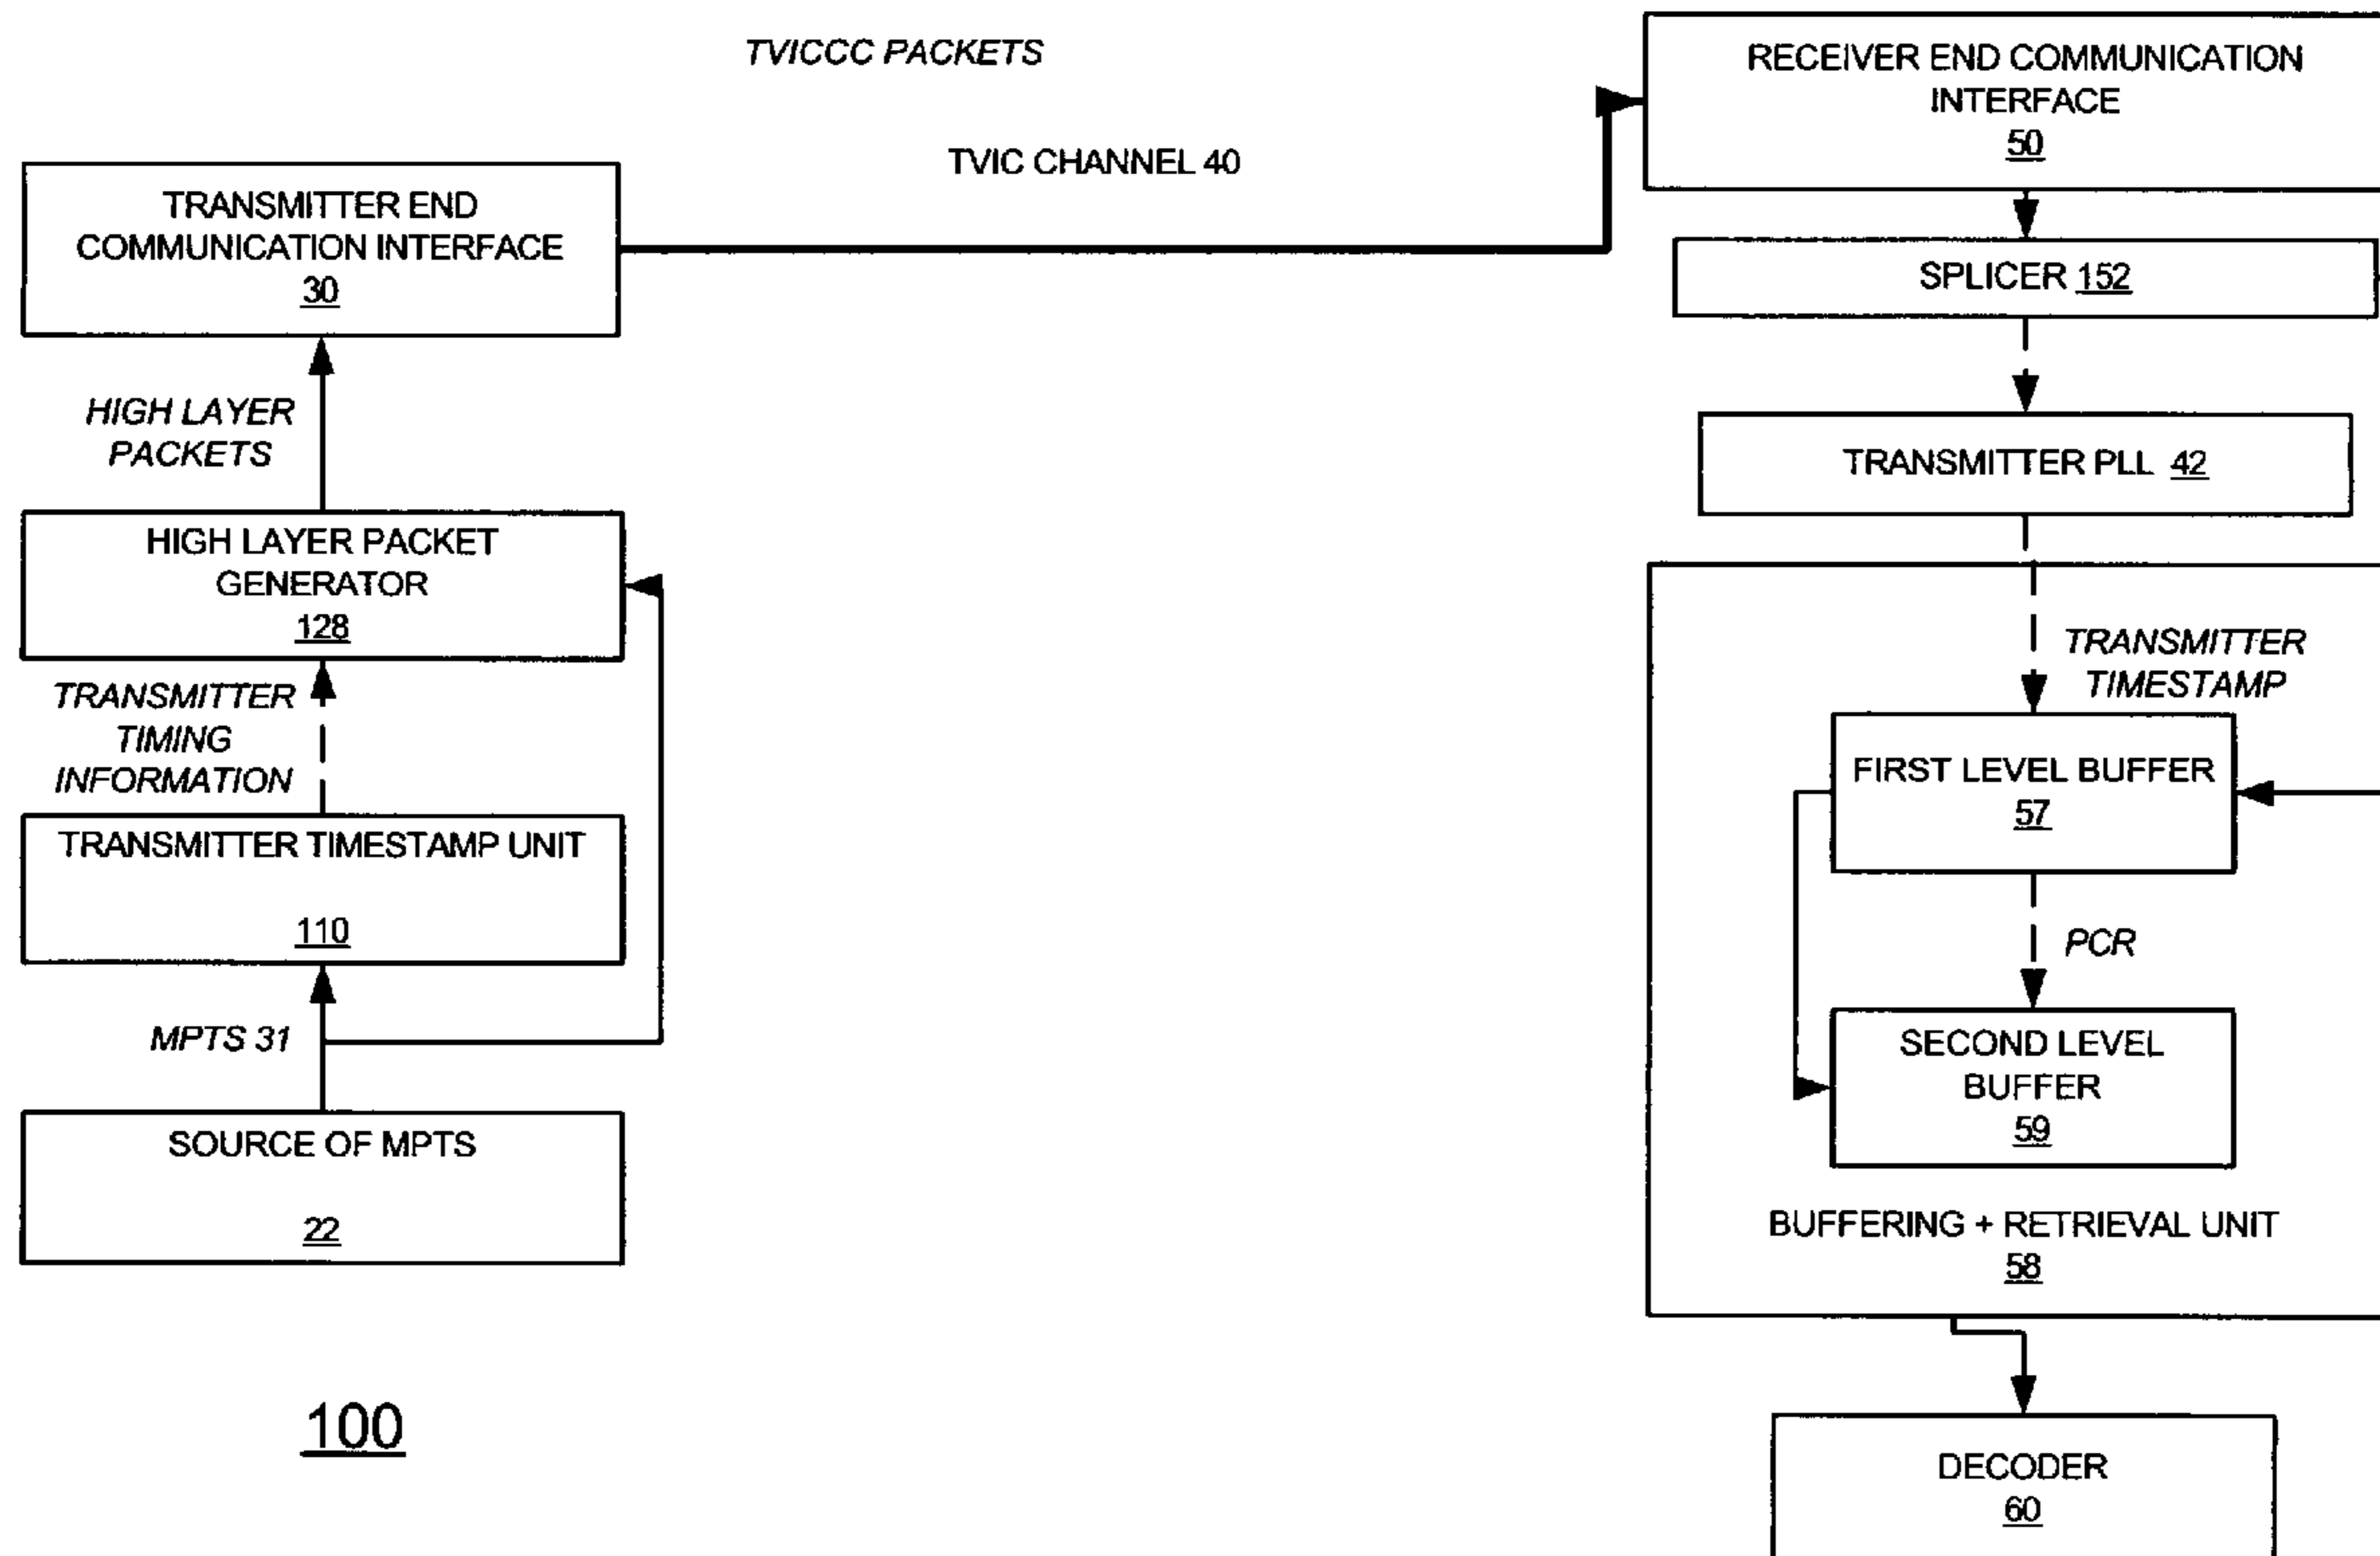 TVICCC PACKETS
TVIC CHANNEL 40
TRANSMITTER END
COMMUNICATION INTERFACE
30
HIGH LAYER
PACKETS
HIGH LAYER PACKET
GENERATOR
128
TRANSMITTER
TIMING
INFORMATION
TRANSMITTER TIMESTAMP UNIT
110
MPTS 31
SOURCE OF MPTS
22
100
RECEIVER END COMMUNICATION
INTERFACE
50
SPLICER 152
TRANSMITTER PLL 42
TRANSMITTER
TIMESTAMP
FIRST LEVEL BUFFER
57
PCR
SECOND LEVEL
BUFFER
59
BUFFERING + RETRIEVAL UNIT
58
DECODER
60